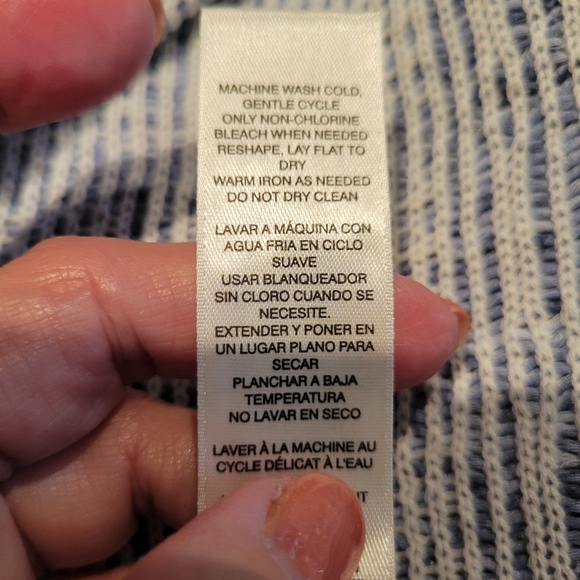 MACHINE WASH COLD,
GENTLE CYCLE
ONLY NON-CHLORINE
BLEACH WHEN NEEDED
RESHAPE, LAY FLAT TO
DRY
WARM IRON AS NEEDED
DO NOT DRY CLEAN
LAVAR A MÁQUINA CON
AGUA FRIA EN CICLO
SUAVE
USAR BLANQUEADOR
SIN CLORO CUANDO SE
NECESITE.
EXTENDER Y PONER EN
UN LUGAR PLANO PARA
SECAR
PLANCHAR A BAJA
TEMPERATURA
NO LAVAR EN SECO
LAVER À LA MACHINE AU
CYCLE DÉLICAT À L'EAU